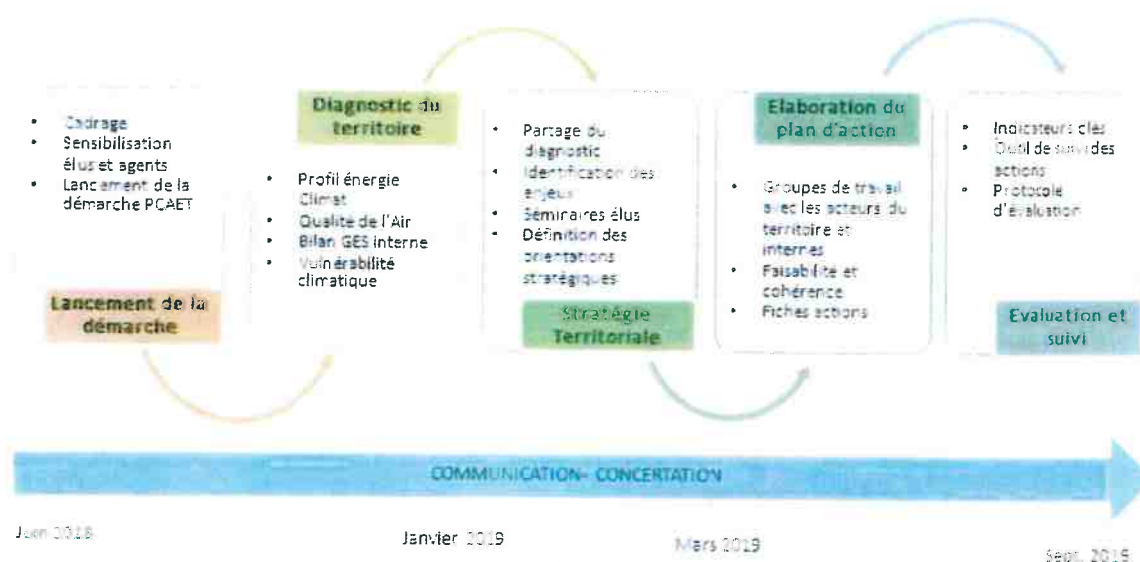 • Cadrage
• Sensibilisation
élus et agents
• Lancement de la
démarche PCAET
Lancement de la
démarche
Diagnostic du
territoire
• Profil énergie
Climat
• Qualité de l'Air
• Bilan GES interne
• Vulnérabilité
climatique
• Partage du
diagnostic
• Identification des
enjeux
• Séminaires élus
• Définition des
orientations
stratégiques
Stratégie
Territoriale
Elaboration du
plan d'action
• Groupes de travail
avec les acteurs du
territoire et
internes
• Faisabilité et
cohérence
• Fiches actions
• Indicateurs clés
• Outil de suivi des
actions
• Protocole
d'évaluation
Evaluation et
suivi
COMMUNICATION- CONCERTATION
Juin 2018
Janvier 2019
Mars 2019
Sept. 2019